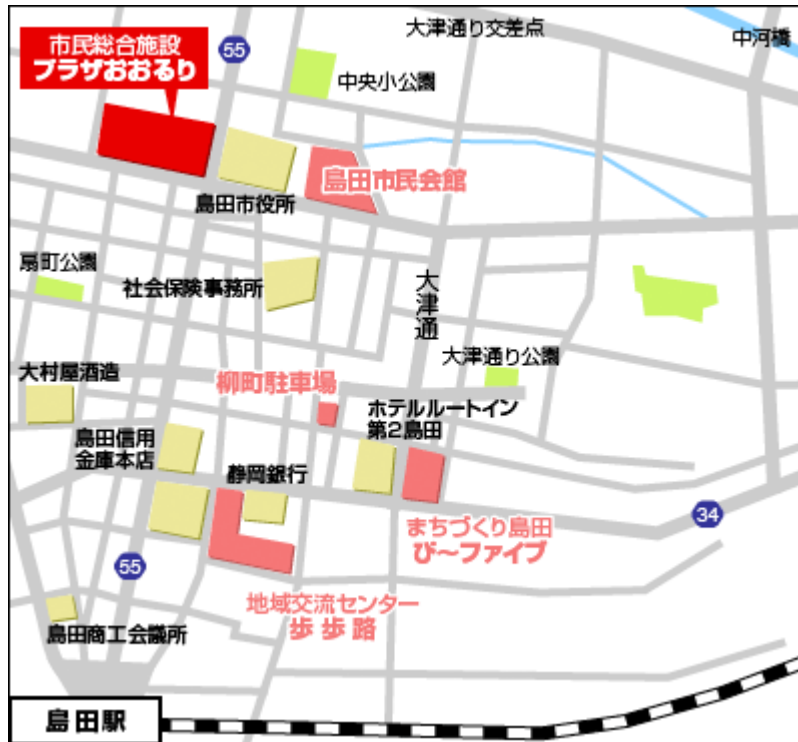 市民総合施設
プラザおおるり
55
大津通り交差点
中河橋
中央小公園
島田市民会館
島田市役所
扇町公園
社会保険事務所
大津通
大津通り公園
大村屋酒造
柳町駐車場
ホテルルートイン
第2島田
島田信用
金庫本店
静岡銀行
34
まちづくり島田
び〜ファイブ
55
地域交流センター
歩歩路
島田商工会議所
島田駅